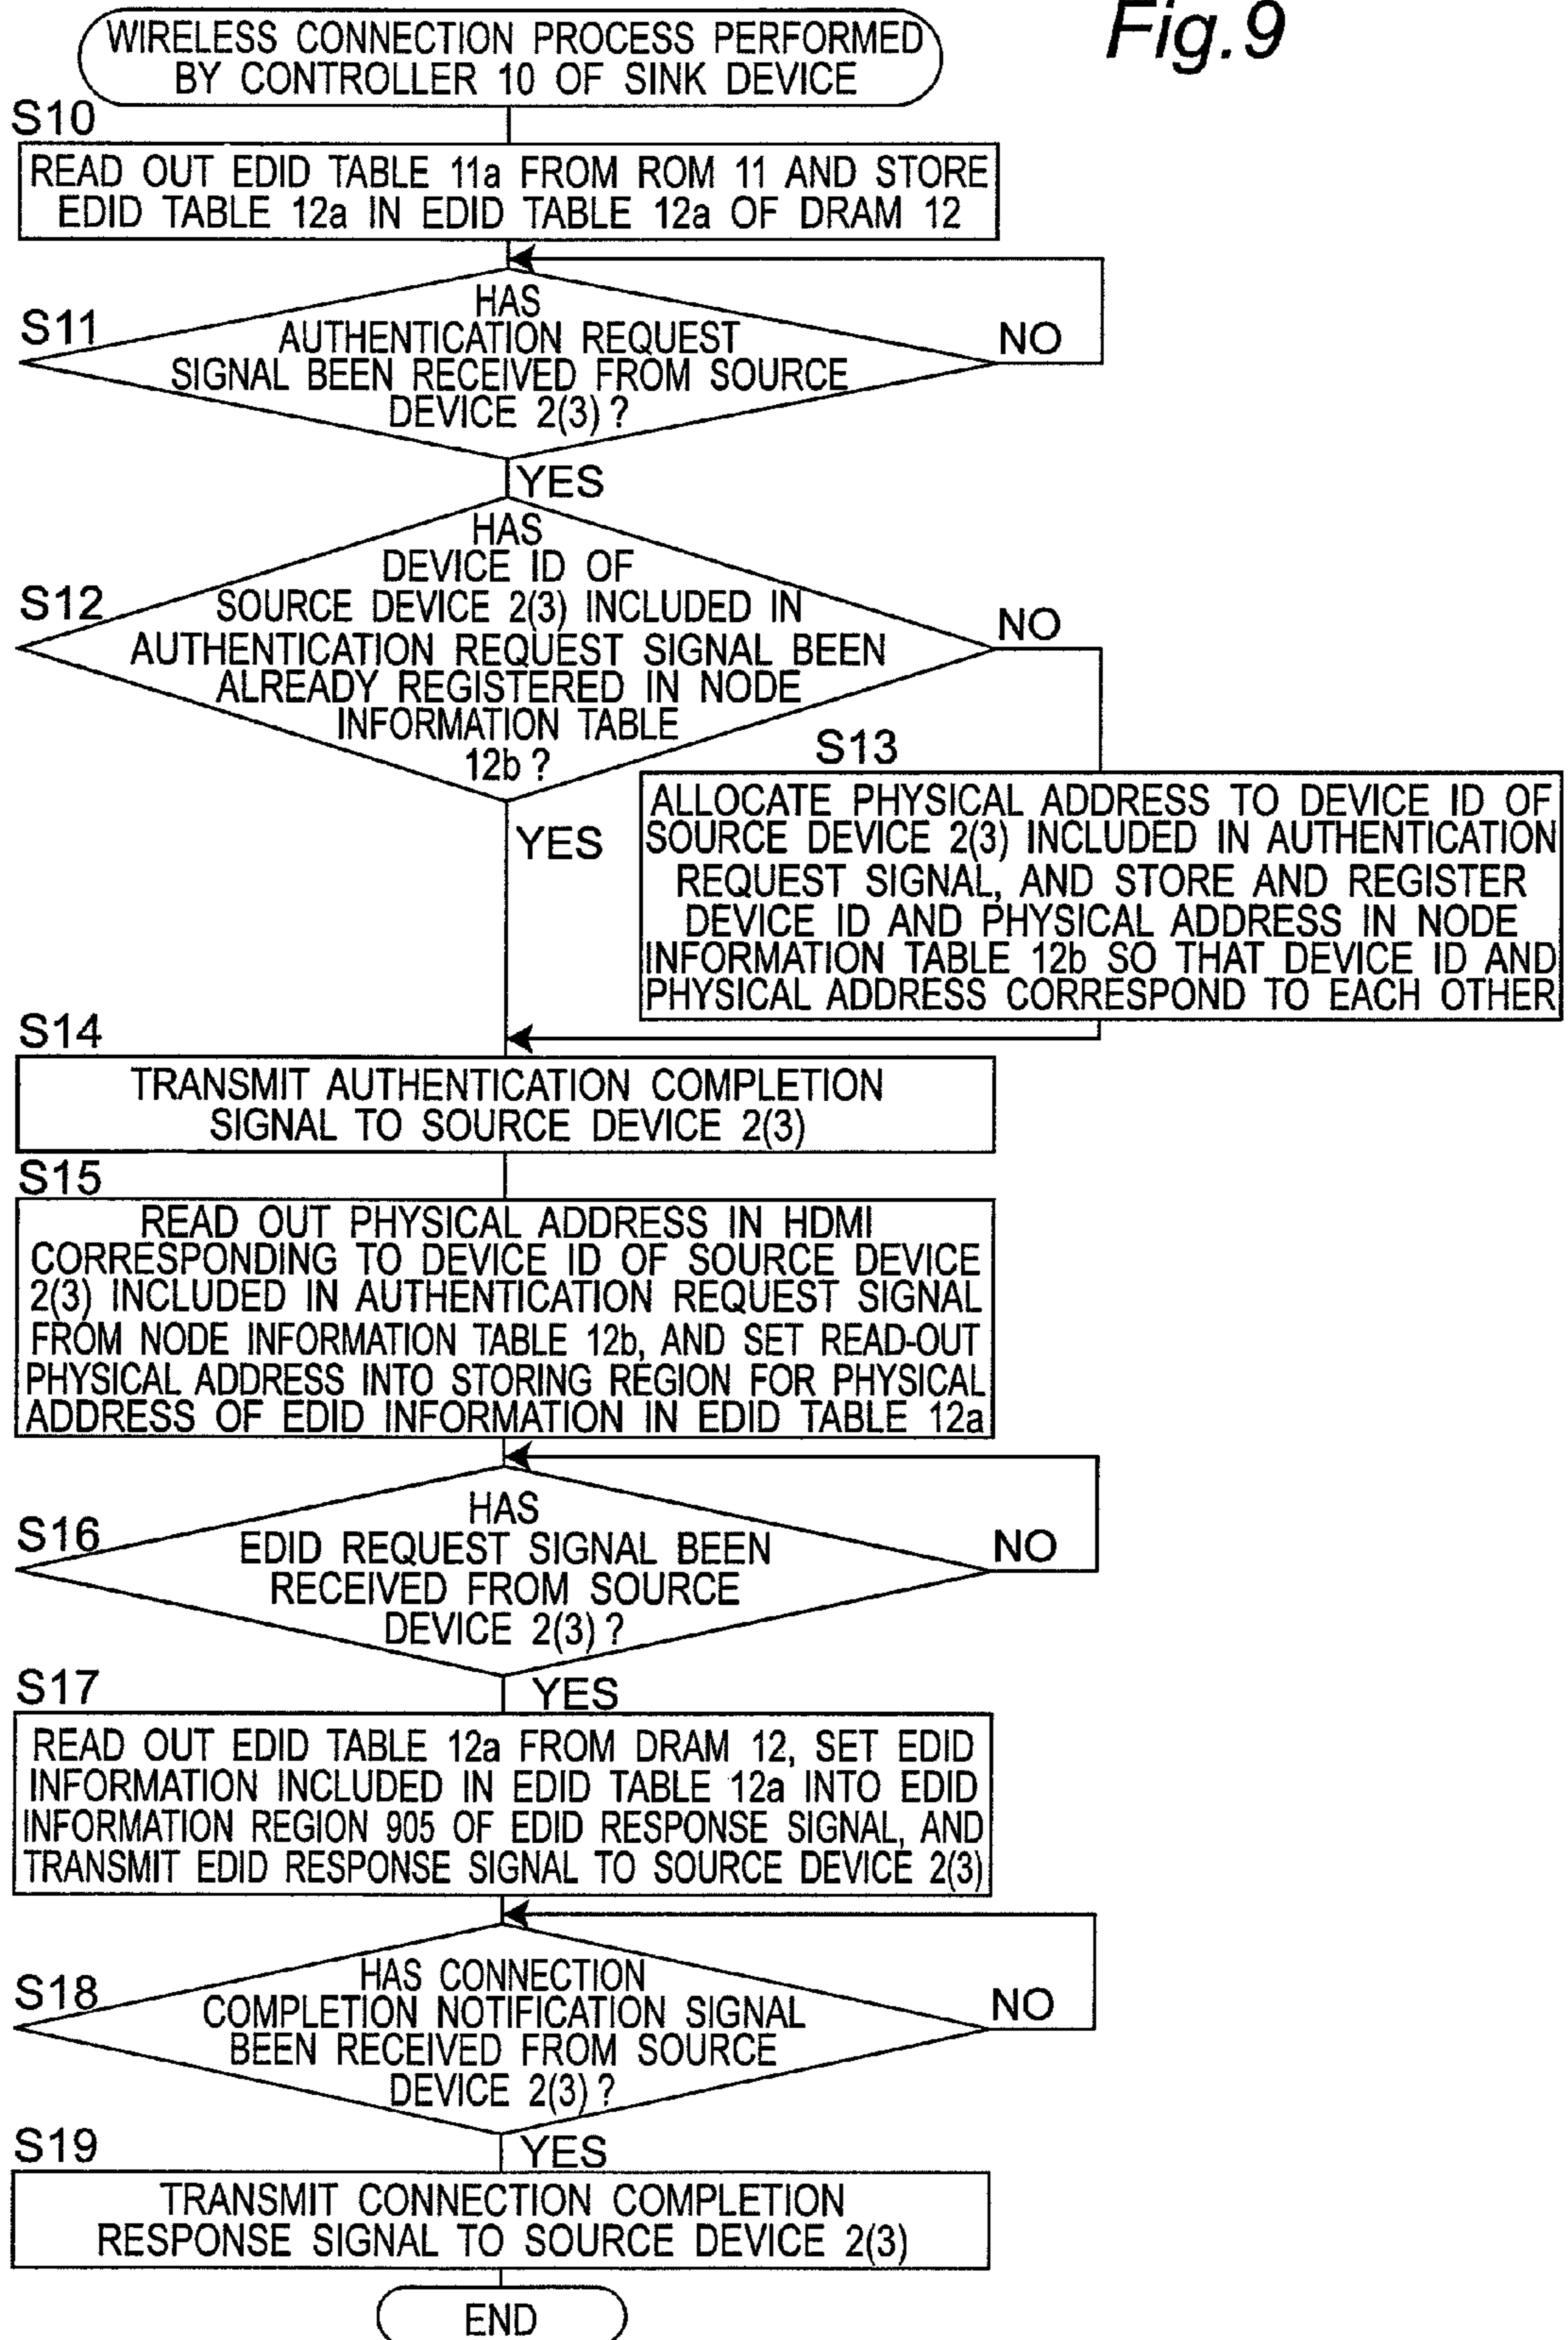 Fig.9
WIRELESS CONNECTION PROCESS PERFORMED
BY CONTROLLER 10 OF SINK DEVICE
S10
READ OUT EDID TABLE 11a FROM ROM 11 AND STORE
EDID TABLE 12a IN EDID TABLE 12a OF DRAM 12
S11
HAS
AUTHENTICATION REQUEST
SIGNAL BEEN RECEIVED FROM SOURCE
DEVICE 2(3) ?
NO
YES
S12
HAS
DEVICE ID OF
SOURCE DEVICE 2(3) INCLUDED IN
AUTHENTICATION REQUEST SIGNAL BEEN
ALREADY REGISTERED IN NODE
INFORMATION TABLE
12b ?
NO
YES
S13
ALLOCATE PHYSICAL ADDRESS TO DEVICE ID OF
SOURCE DEVICE 2(3) INCLUDED IN AUTHENTICATION
REQUEST SIGNAL, AND STORE AND REGISTER
DEVICE ID AND PHYSICAL ADDRESS IN NODE
INFORMATION TABLE 12b SO THAT DEVICE ID AND
PHYSICAL ADDRESS CORRESPOND TO EACH OTHER
S14
TRANSMIT AUTHENTICATION COMPLETION
SIGNAL TO SOURCE DEVICE 2(3)
S15
READ OUT PHYSICAL ADDRESS IN HDMI
CORRESPONDING TO DEVICE ID OF SOURCE DEVICE
2(3) INCLUDED IN AUTHENTICATION REQUEST SIGNAL
FROM NODE INFORMATION TABLE 12b, AND SET READ-OUT
PHYSICAL ADDRESS INTO STORING REGION FOR PHYSICAL
ADDRESS OF EDID INFORMATION IN EDID TABLE 12a
S16
HAS
EDID REQUEST SIGNAL BEEN
RECEIVED FROM SOURCE
DEVICE 2(3) ?
NO
YES
S17
READ OUT EDID TABLE 12a FROM DRAM 12, SET EDID
INFORMATION INCLUDED IN EDID TABLE 12a INTO EDID
INFORMATION REGION 905 OF EDID RESPONSE SIGNAL, AND
TRANSMIT EDID RESPONSE SIGNAL TO SOURCE DEVICE 2(3)
S18
HAS CONNECTION
COMPLETION NOTIFICATION SIGNAL
BEEN RECEIVED FROM SOURCE
DEVICE 2(3) ?
NO
YES
S19
TRANSMIT CONNECTION COMPLETION
RESPONSE SIGNAL TO SOURCE DEVICE 2(3)
END